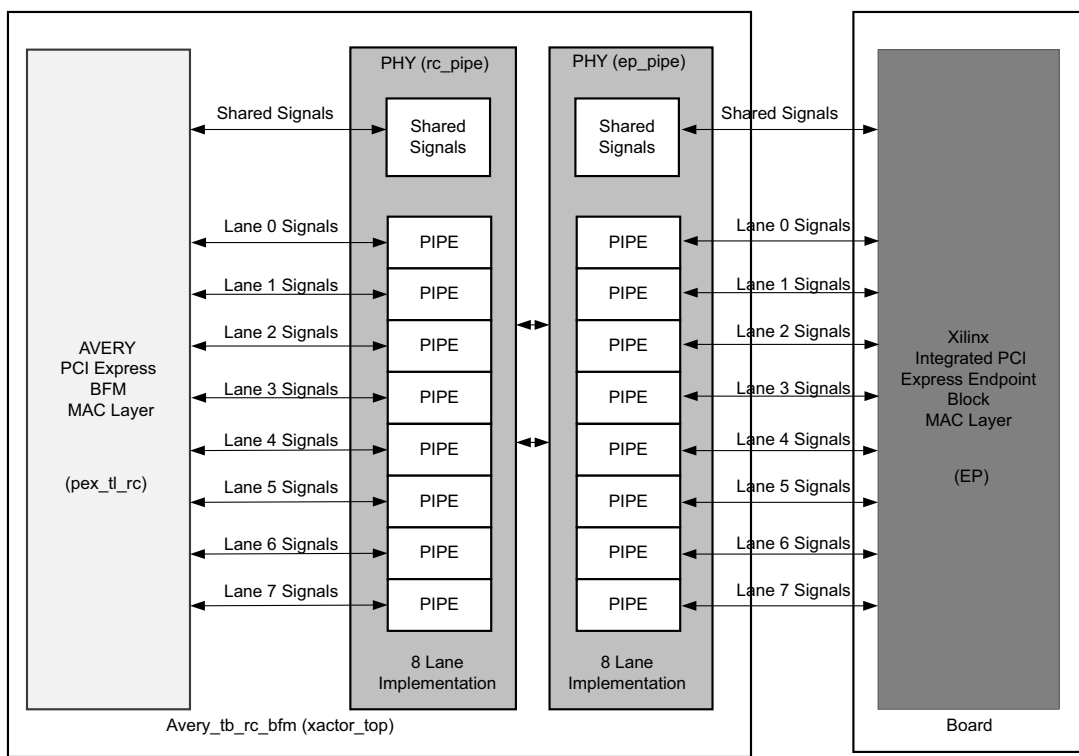 PHY (rc_pipe)
PHY (ep_pipe)
Shared Signals
Shared
Signals
Shared
Signals
Shared Signals
Lane 0 Signals
PIPE
PIPE
Lane 0 Signals
Lane 1 Signals
PIPE
PIPE
Lane 1 Signals
Lane 2 Signals
PIPE
PIPE
Lane 2 Signals
Lane 3 Signals
PIPE
PIPE
Lane 3 Signals
Lane 4 Signals
PIPE
PIPE
Lane 4 Signals
Lane 5 Signals
PIPE
PIPE
Lane 5 Signals
Lane 6 Signals
PIPE
PIPE
Lane 6 Signals
Lane 7 Signals
PIPE
PIPE
Lane 7 Signals
AVERY
PCI Express
BFM
MAC Layer
(pex_tl_rc)
Xilinx
Integrated PCI
Express Endpoint
Block
MAC Layer
(EP)
8 Lane
Implementation
8 Lane
Implementation
Avery_tb_rc_bfm (xactor_top)
Board